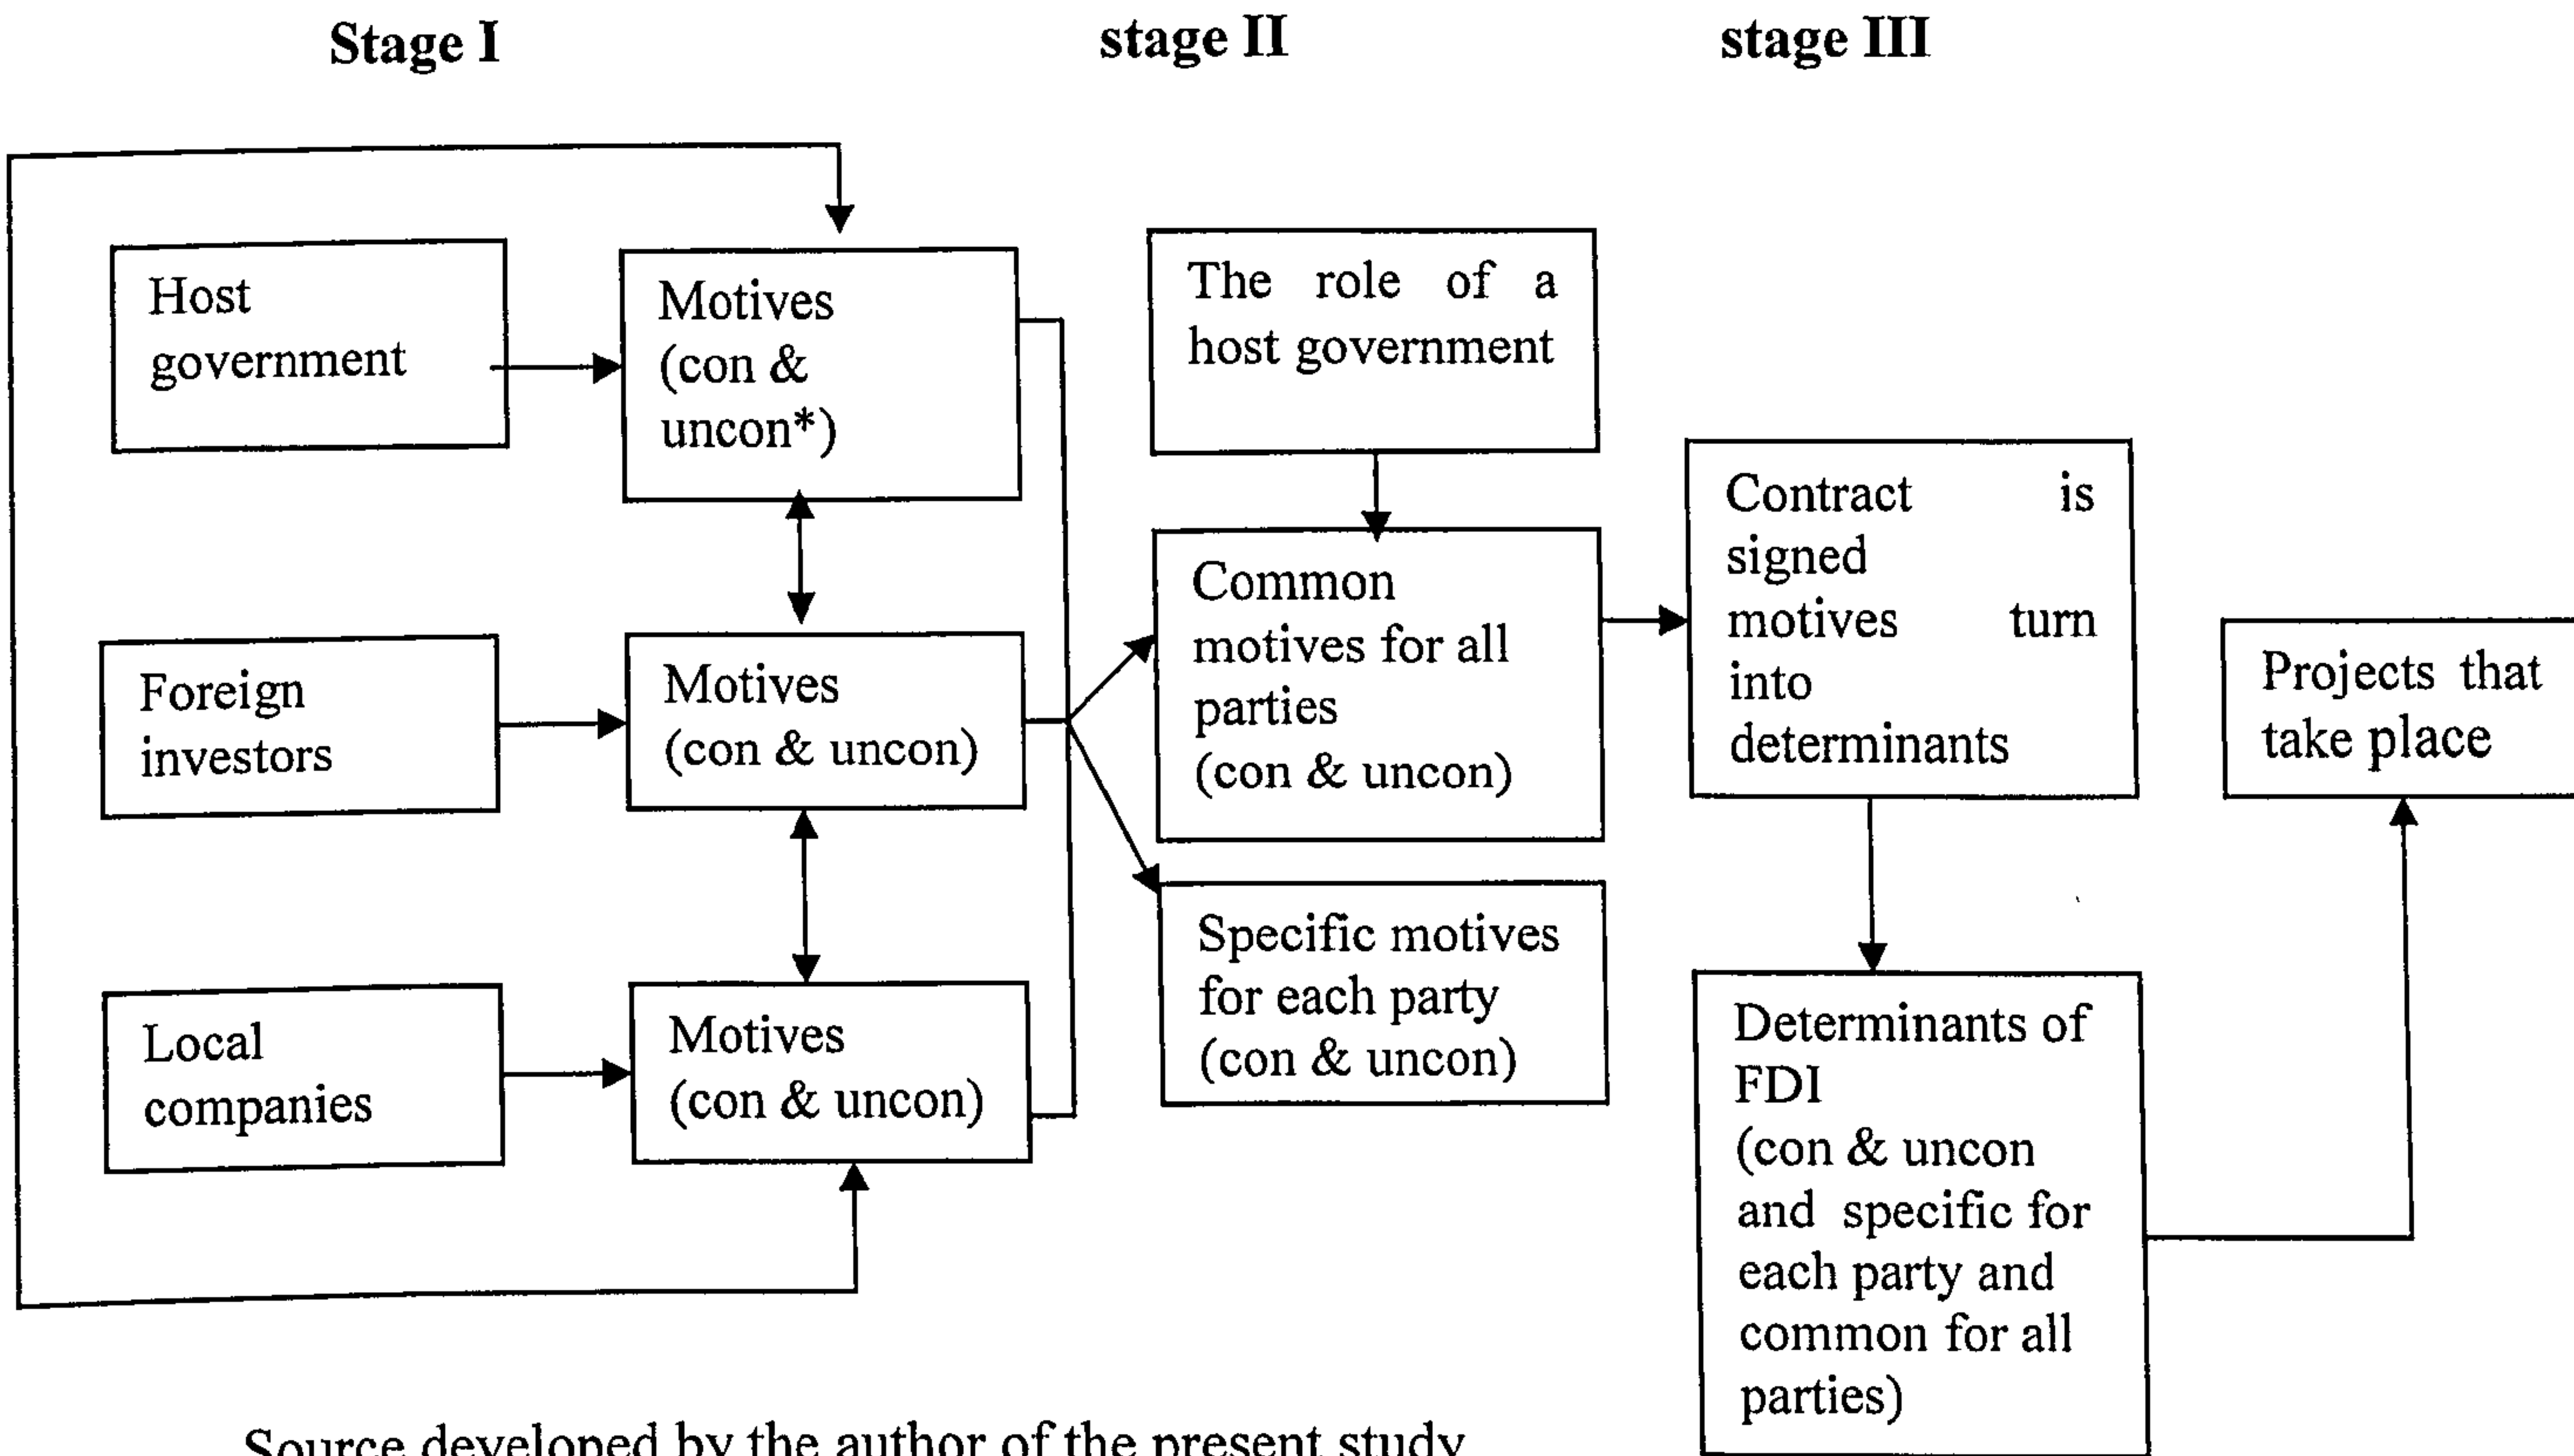 Stage I
stage II
stage III
Host
government
Motives
(con &
uncon*)
The role of a
host government
Foreign
investors
Motives
(con & uncon)
Common
motives for all
parties
(con & uncon)
Contract is
signed
motives turn
into
determinants
Projects that
take place
Local
companies
Motives
(con & uncon)
Specific motives
for each party
(con & uncon)
Determinants of
FDI
(con & uncon
and specific for
each party and
common for all
parties)
Source developed by the author of the present study